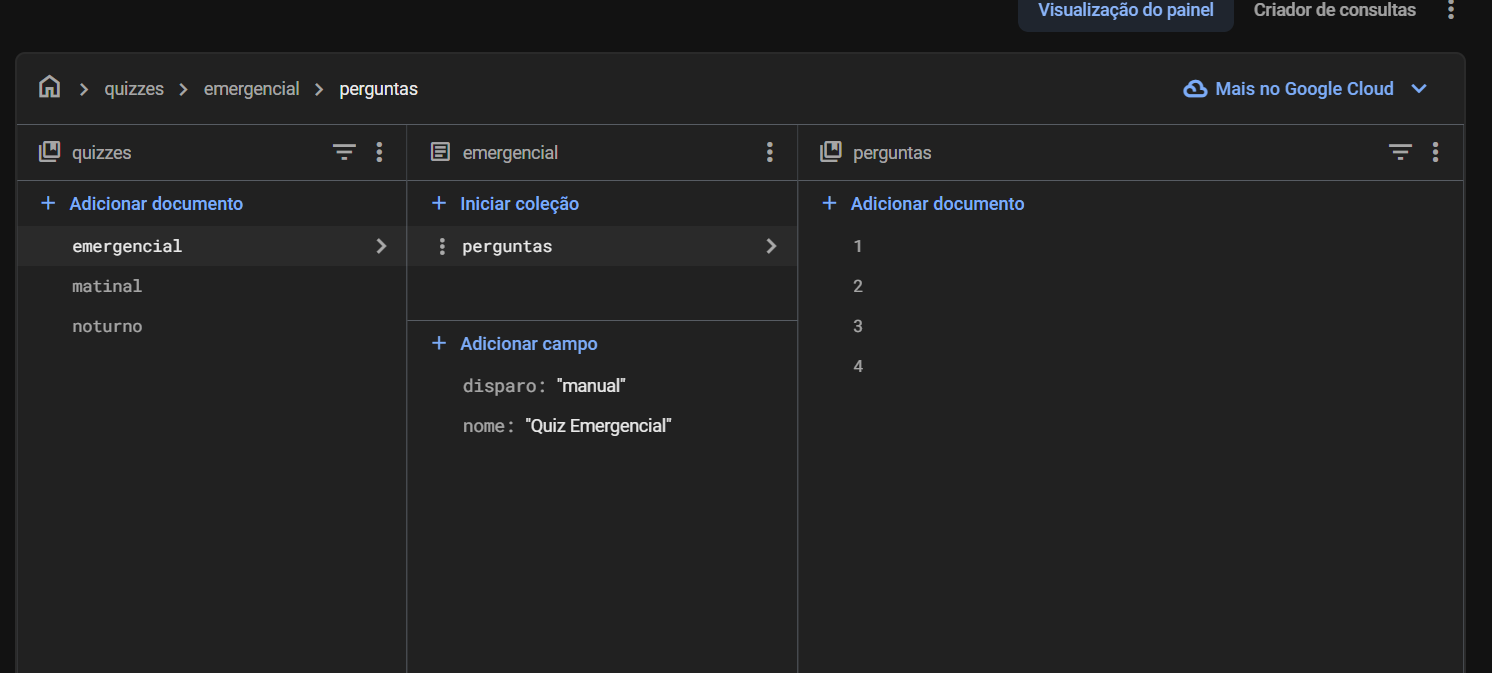 Visualização do painel
Criador de consultas
quizzes
emergencial
perguntas
Mais no Google Cloud
quizzes
Adicionar documento
emergencial
matinal
noturno
emergencial
Iniciar coleção
perguntas
Adicionar campo
disparo: "manual"
nome: "Quiz Emergencial"
perguntas
Adicionar documento
1
2
3
4